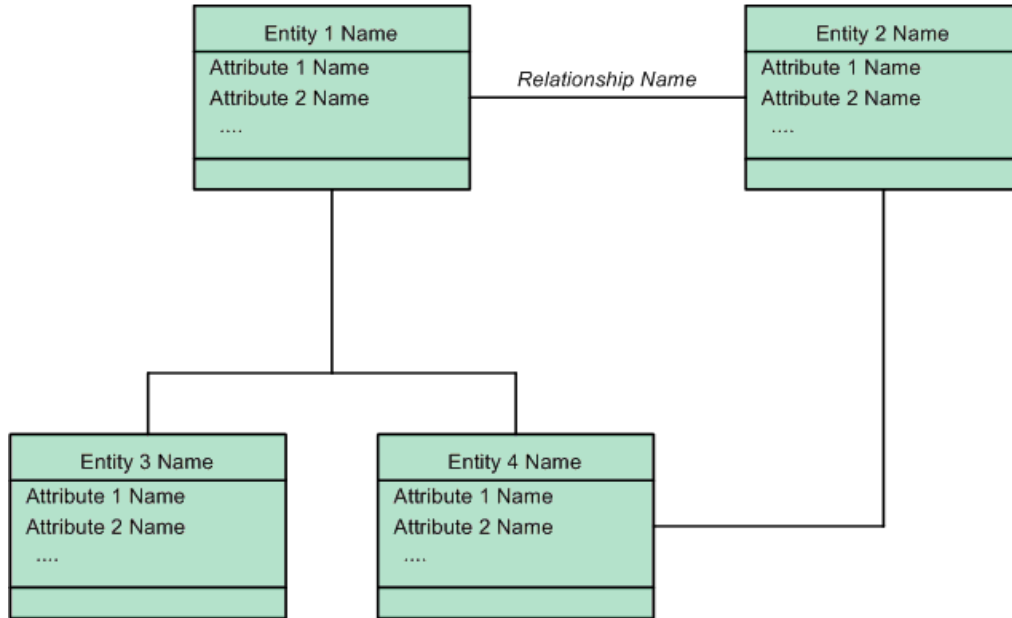 Entity 1 Name
Attribute 1 Name
Attribute 2 Name
....
Relationship Name
Entity 2 Name
Attribute 1 Name
Attribute 2 Name
....
Entity 3 Name
Attribute 1 Name
Attribute 2 Name
....
Entity 4 Name
Attribute 1 Name
Attribute 2 Name
....